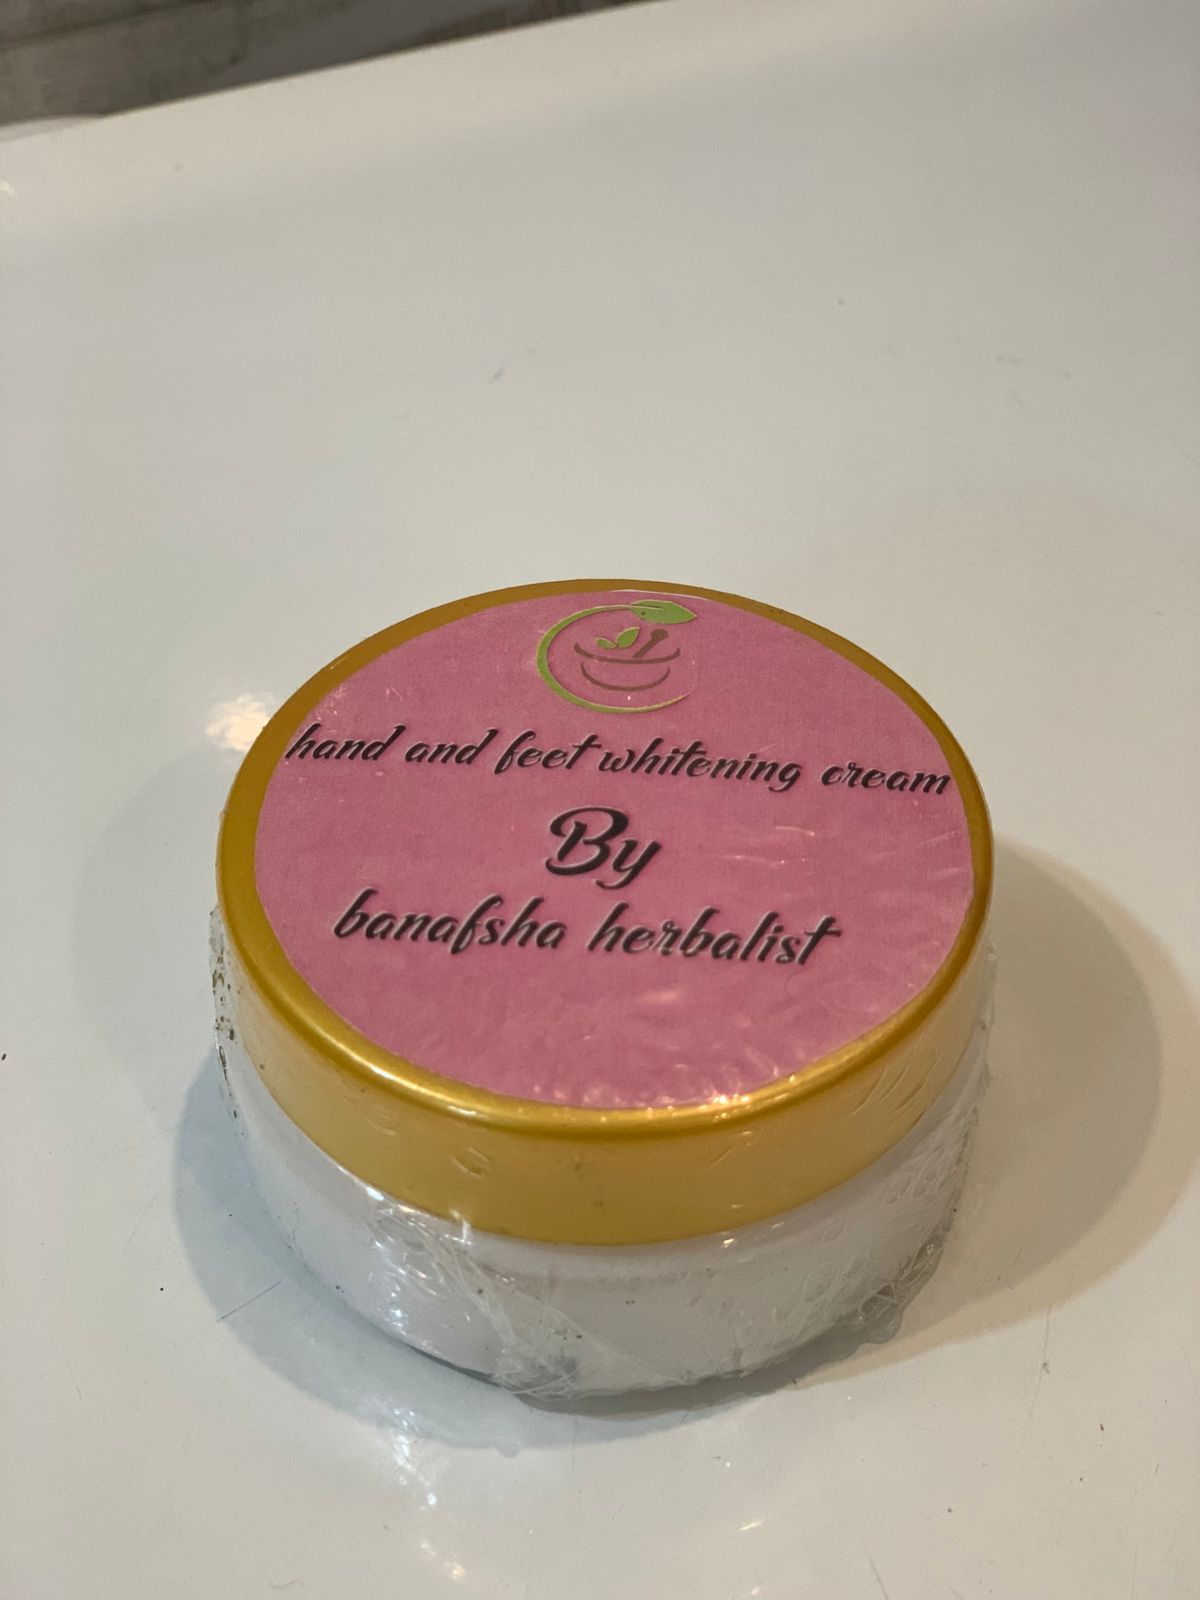 hand and feet whitening cream
By
banafsha herbalist